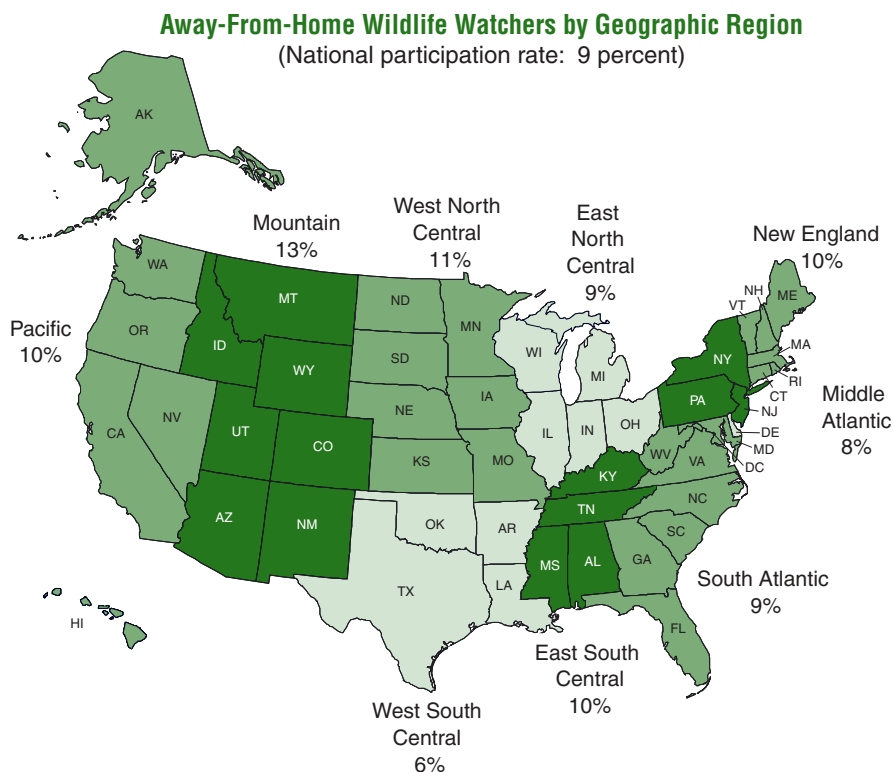 Away-From-Home Wildlife Watchers by Geographic Region
(National participation rate: 9 percent)
AK
Mountain
13%
West North
Central
11%
East
North
Central
9%
New England
10%
Pacific
10%
Middle
Atlantic
8%
South Atlantic
9%
East South
Central
10%
West South
Central
6%
WA
OR
CA
NV
ID
MT
WY
UT
CO
AZ
NM
ND
SD
NE
KS
MN
IA
MO
WI
MI
IL
IN
OH
OK
AR
TX
LA
KY
TN
MS
AL
NY
PA
NJ
VT
NH
ME
MA
RI
CT
DE
MD
DC
WV
VA
NC
SC
GA
FL
HI